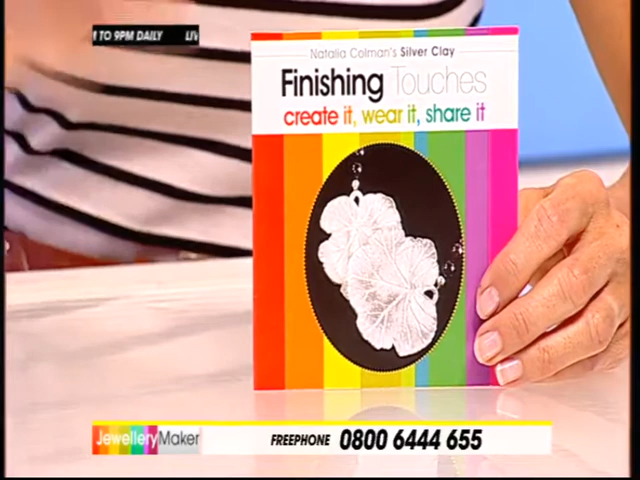 TO 9PM DAILY LIV
Natalia Colman's Silver Clay
Finishing Touches
create it, wear it, share it
JewelleryMaker FREEPHONE 0800 6444 655